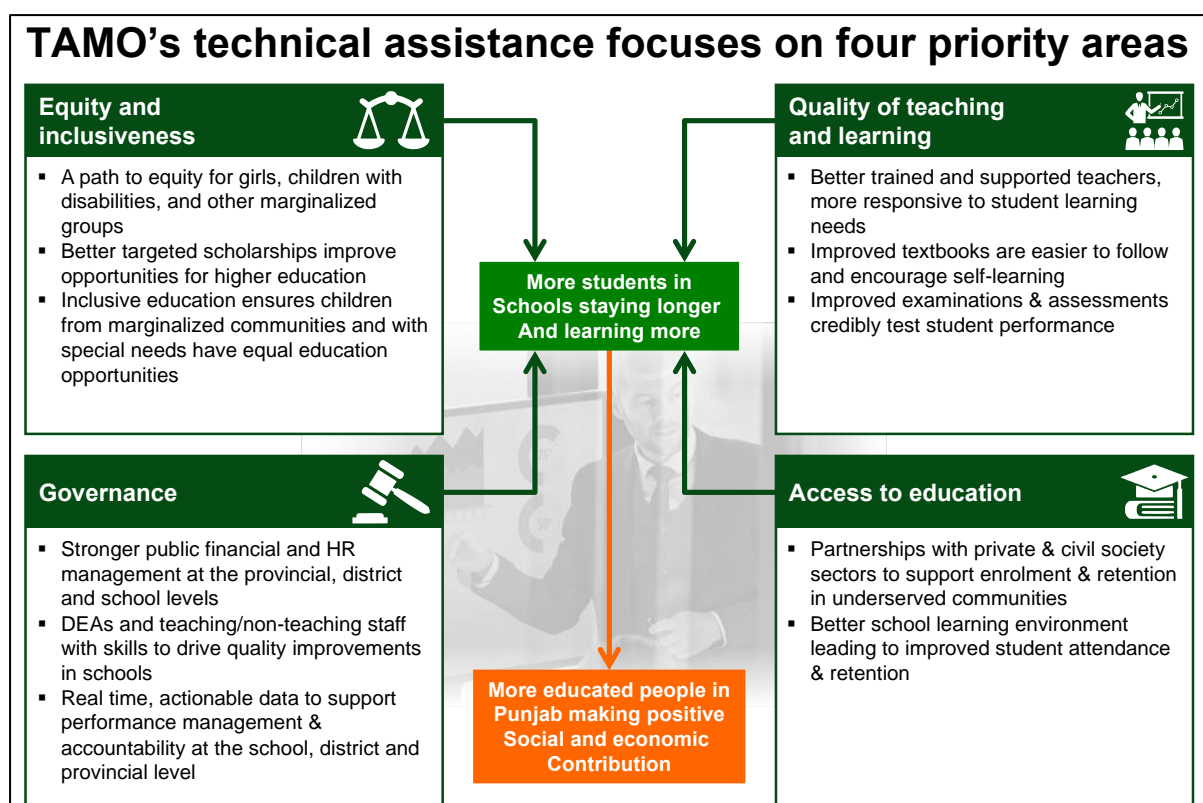 TAMO's technical assistance focuses on four priority areas
Equity and
inclusiveness
▪ A path to equity for girls, children with
disabilities, and other marginalized
groups
▪ Better targeted scholarships improve
opportunities for higher education
▪ Inclusive education ensures children
from marginalized communities and with
special needs have equal education
opportunities
Quality of teaching
and learning
▪ Better trained and supported teachers,
more responsive to student learning
needs
▪ Improved textbooks are easier to follow
and encourage self-learning
▪ Improved examinations & assessments
credibly test student performance
More students in
Schools staying longer
And learning more
Governance
▪ Stronger public financial and HR
management at the provincial, district
and school levels
▪ DEAs and teaching/non-teaching staff
with skills to drive quality improvements
in schools
▪ Real time, actionable data to support
performance management &
accountability at the school, district and
provincial level
Access to education
▪ Partnerships with private & civil society
sectors to support enrolment & retention
in underserved communities
▪ Better school learning environment
leading to improved student attendance
& retention
More educated people in
Punjab making positive
Social and economic
Contribution